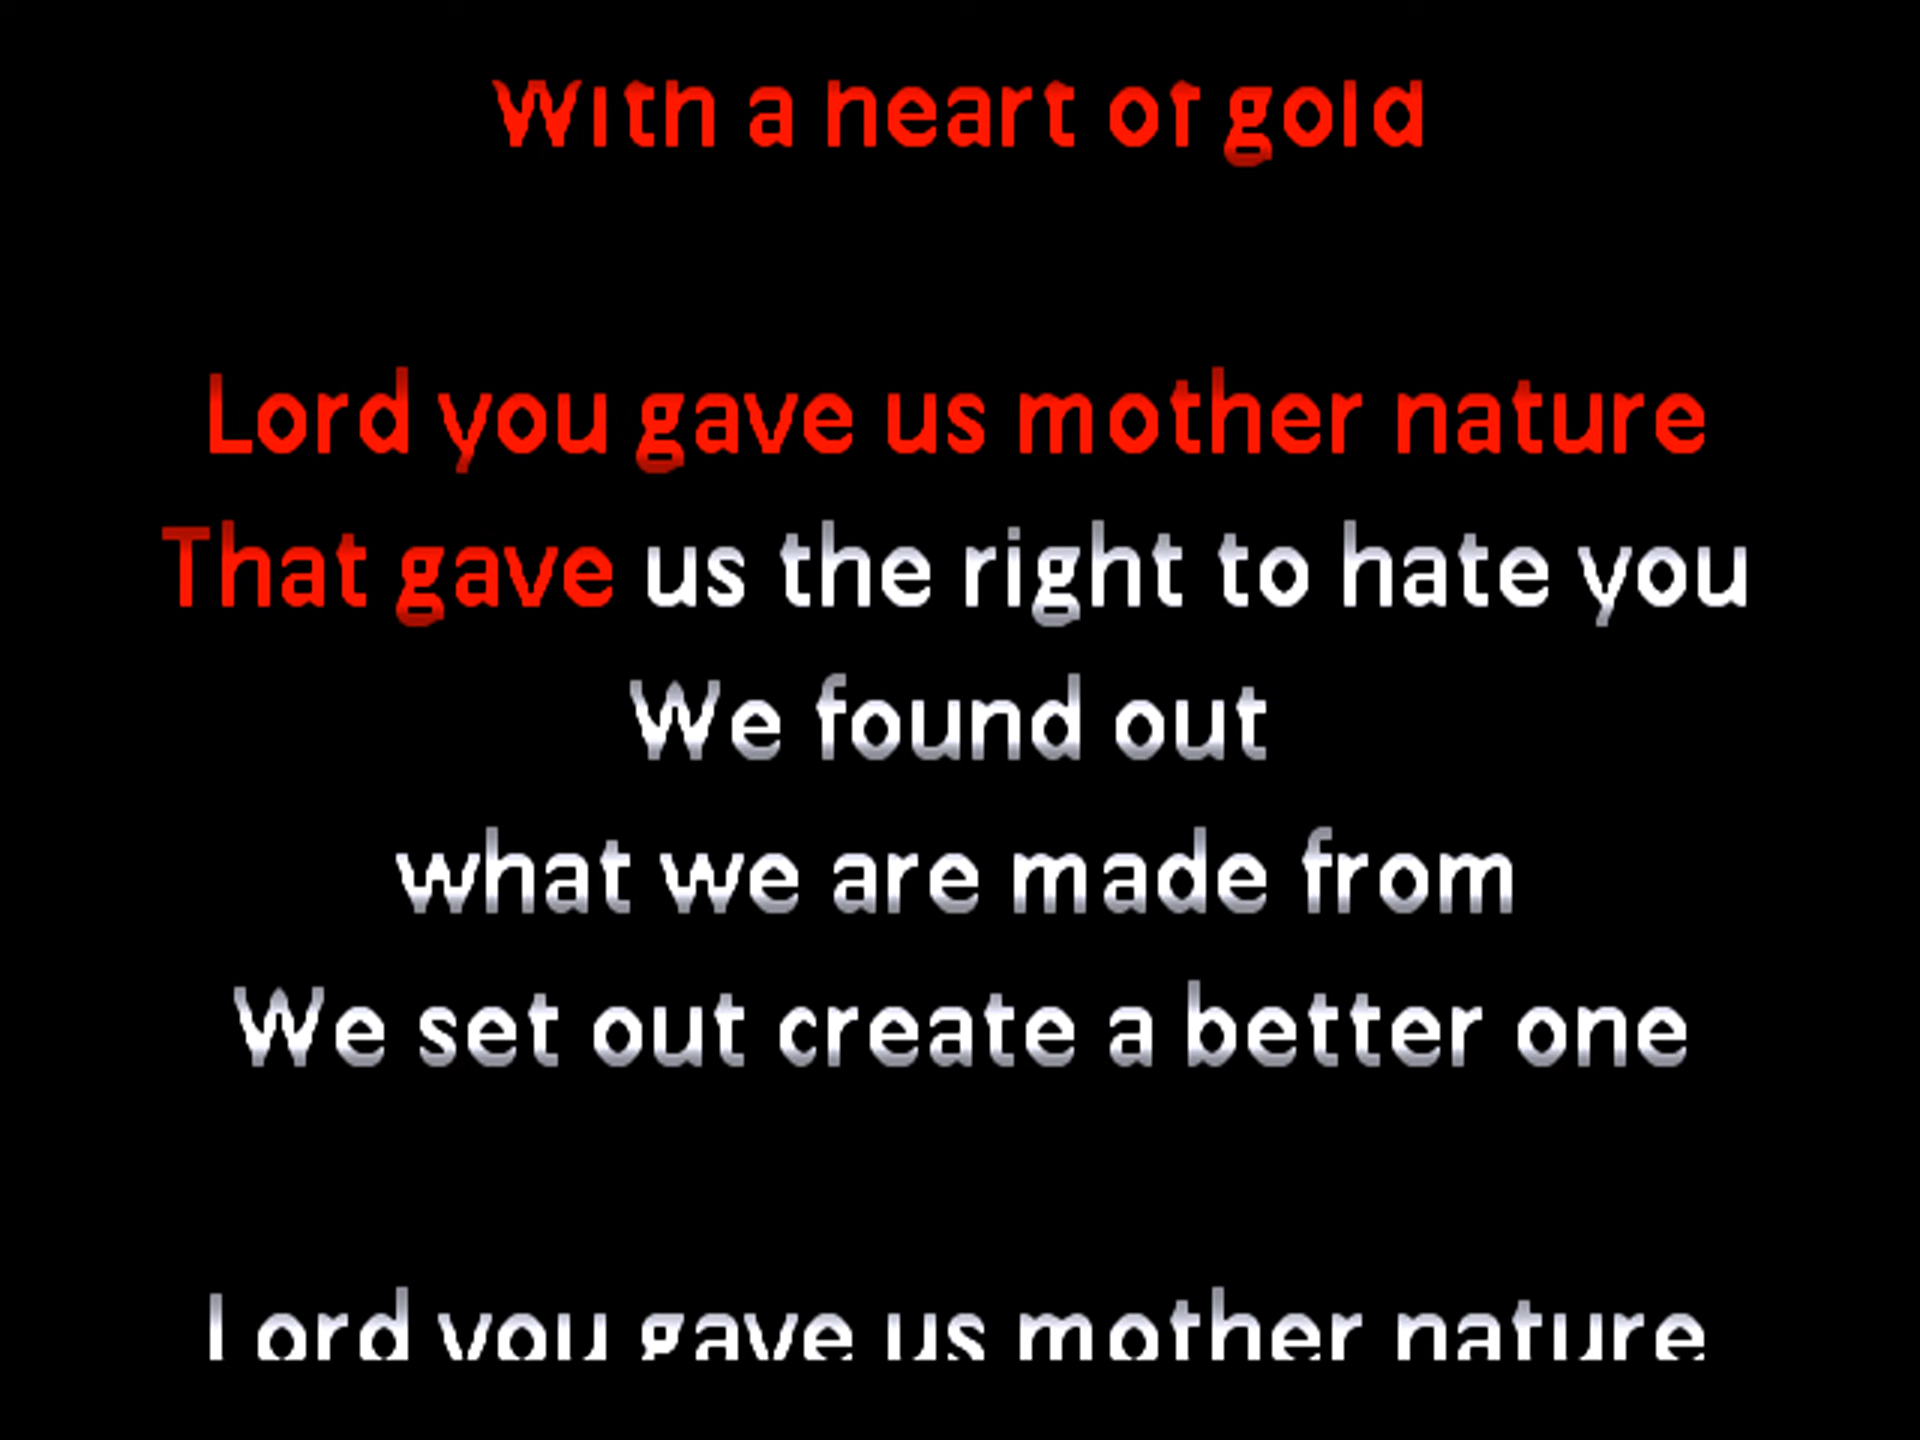 With a heart of gold
Lord you gave us mother nature
That gave us the right to hate you
We found out
what we are made from
We set out create a better one
Lord you gave us mother nature